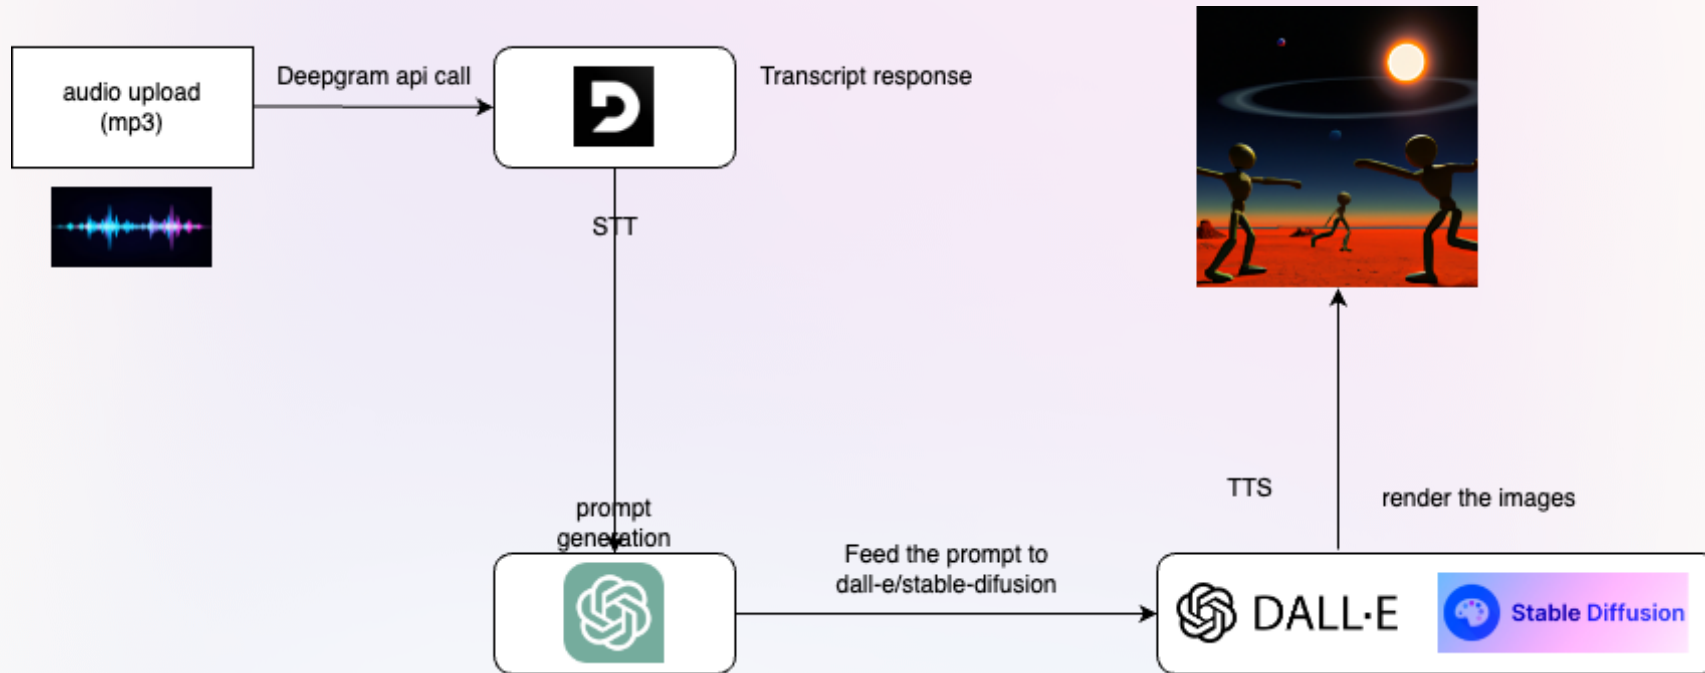 audio upload
(mp3)
Deepgram api call
Transcript response
STT
prompt
generation
Feed the prompt to
dall-e/stable-difusion
TTS
render the images
DALL·E
Stable Diffusion